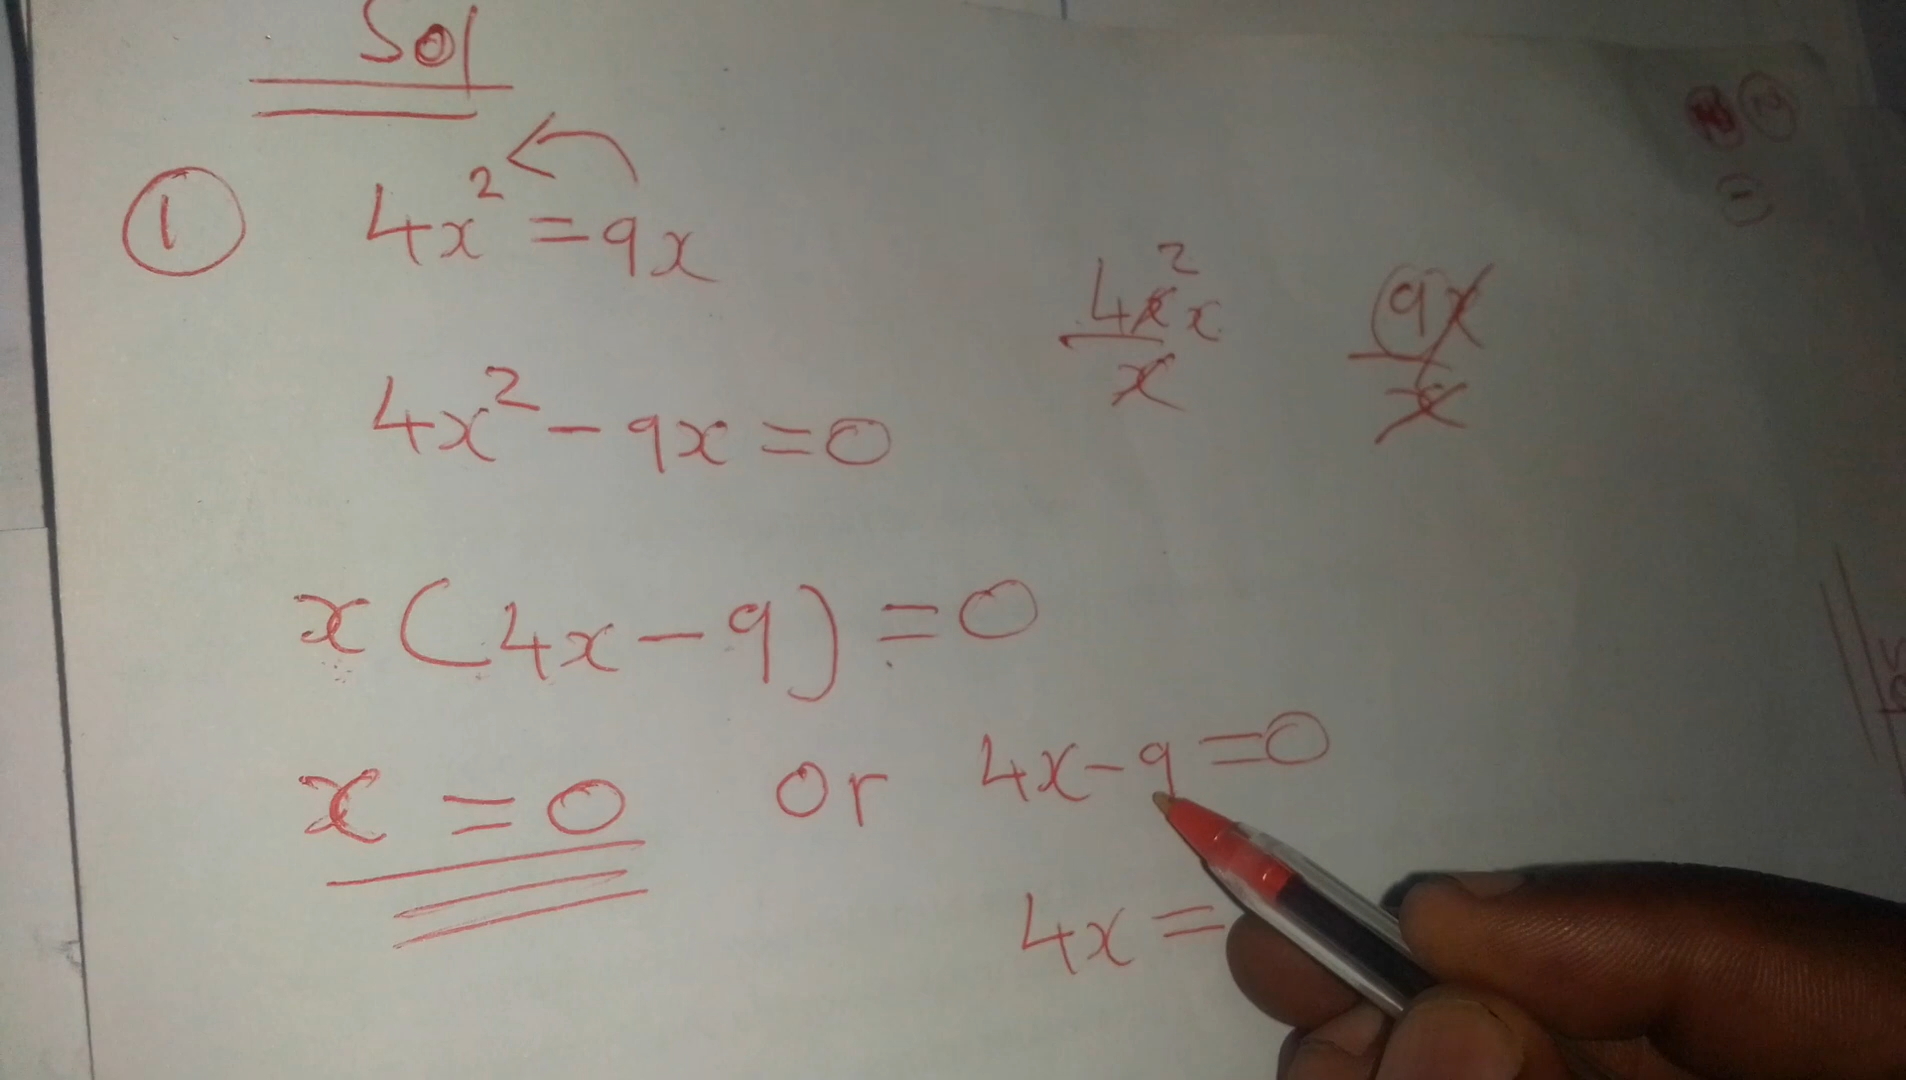 Sol
① 4x² = 9x
4x²x / x  9x / x
4x² - 9x = 0
x(4x - 9) = 0
x = 0 or 4x - 9 = 0
4x =